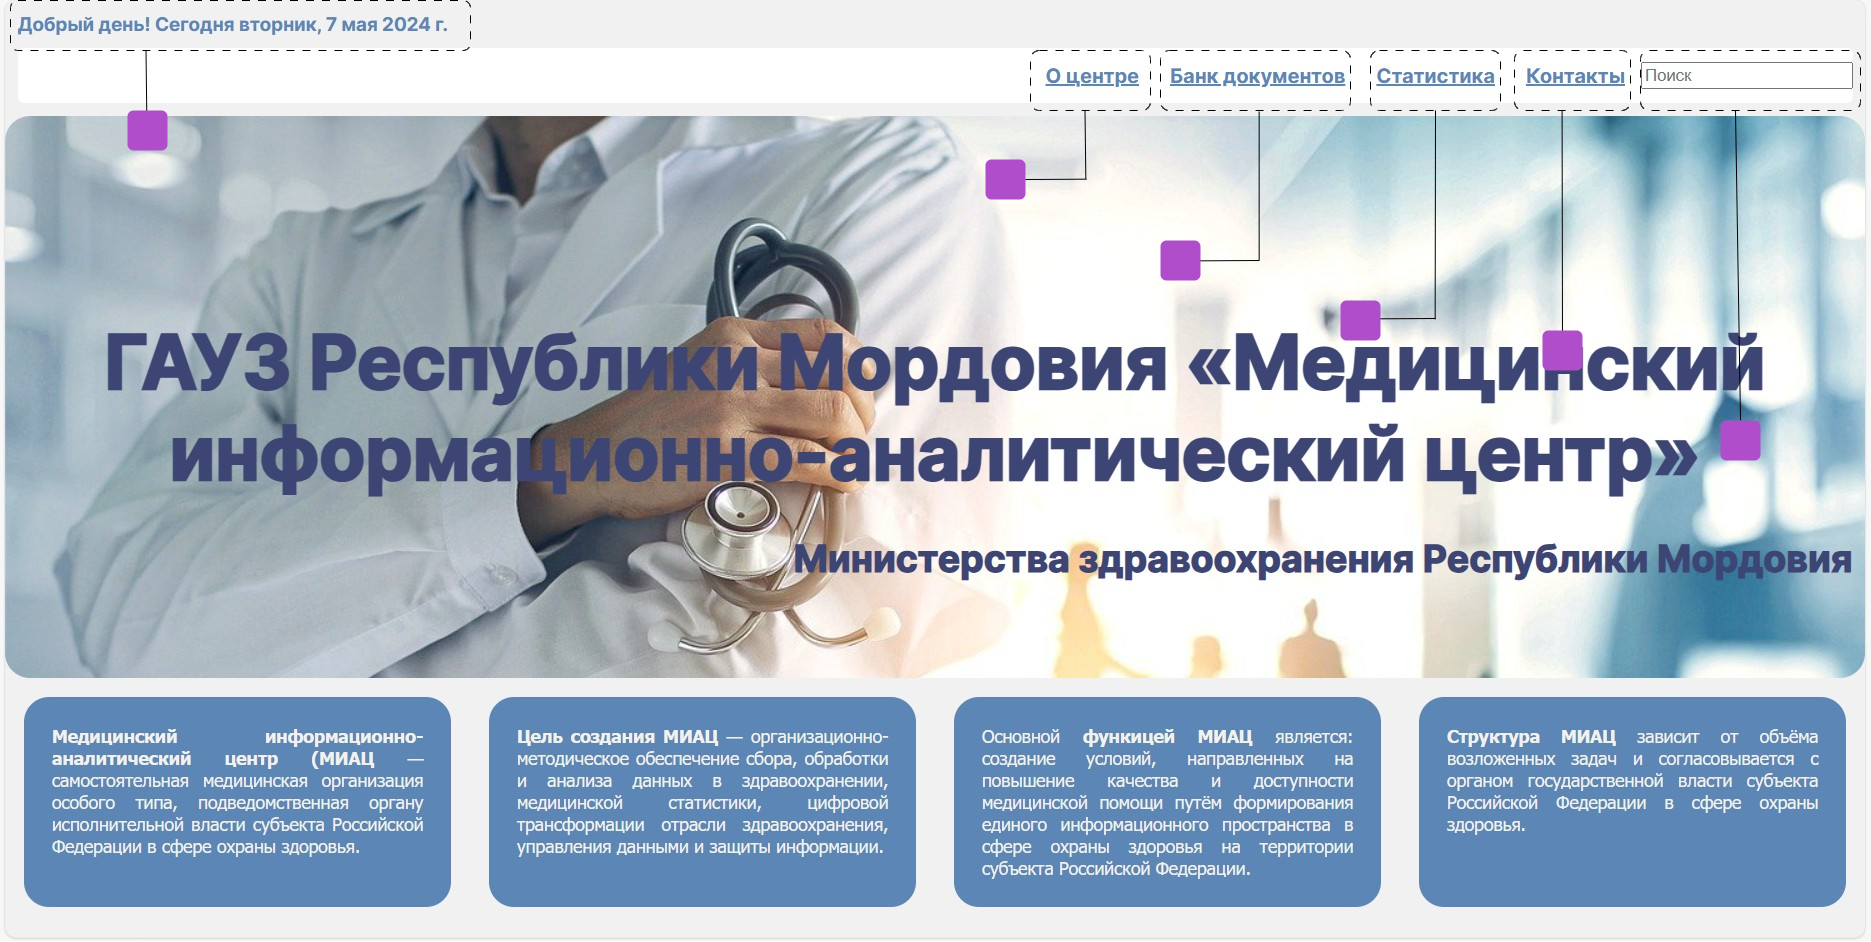 Добрый день! Сегодня вторник, 7 мая 2024 г.
О центре Банк документов Статистика Контакты Поиск
ГАУЗ Республики Мордовия «Медицинский
информационно-аналитический центр»
Министерства здравоохранения Республики Мордовия
Медицинский информационно-
аналитический центр (МИАЦ —
самостоятельная медицинская организация
особого типа, подведомственная органу
исполнительной власти субъекта Российской
Федерации в сфере охраны здоровья.
Цель создания МИАЦ — организационно-
методическое обеспечение сбора, обработки
и анализа данных в здравоохранении,
медицинской статистики, цифровой
трансформации отрасли здравоохранения,
управления данными и защиты информации.
Основной функцией МИАЦ является:
создание условий, направленных на
повышение качества и доступности
медицинской помощи путём формирования
единого информационного пространства в
сфере охраны здоровья на территории
субъекта Российской Федерации.
Структура МИАЦ зависит от объёма
возложенных задач и согласовывается с
органом государственной власти субъекта
Российской Федерации в сфере охраны
здоровья.